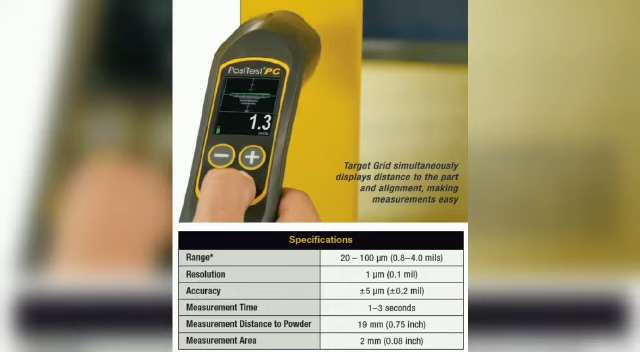 PosiTest PC
1.3
− +
Target Grid simultaneously
displays distance to the part
and alignment, making
measurements easy
Specifications
Range* 20 – 100 µm (0.8–4.0 mils)
Resolution 1 µm (0.1 mil)
Accuracy ±5 µm (±0.2 mil)
Measurement Time 1–3 seconds
Measurement Distance to Powder 19 mm (0.75 inch)
Measurement Area 2 mm (0.08 inch)